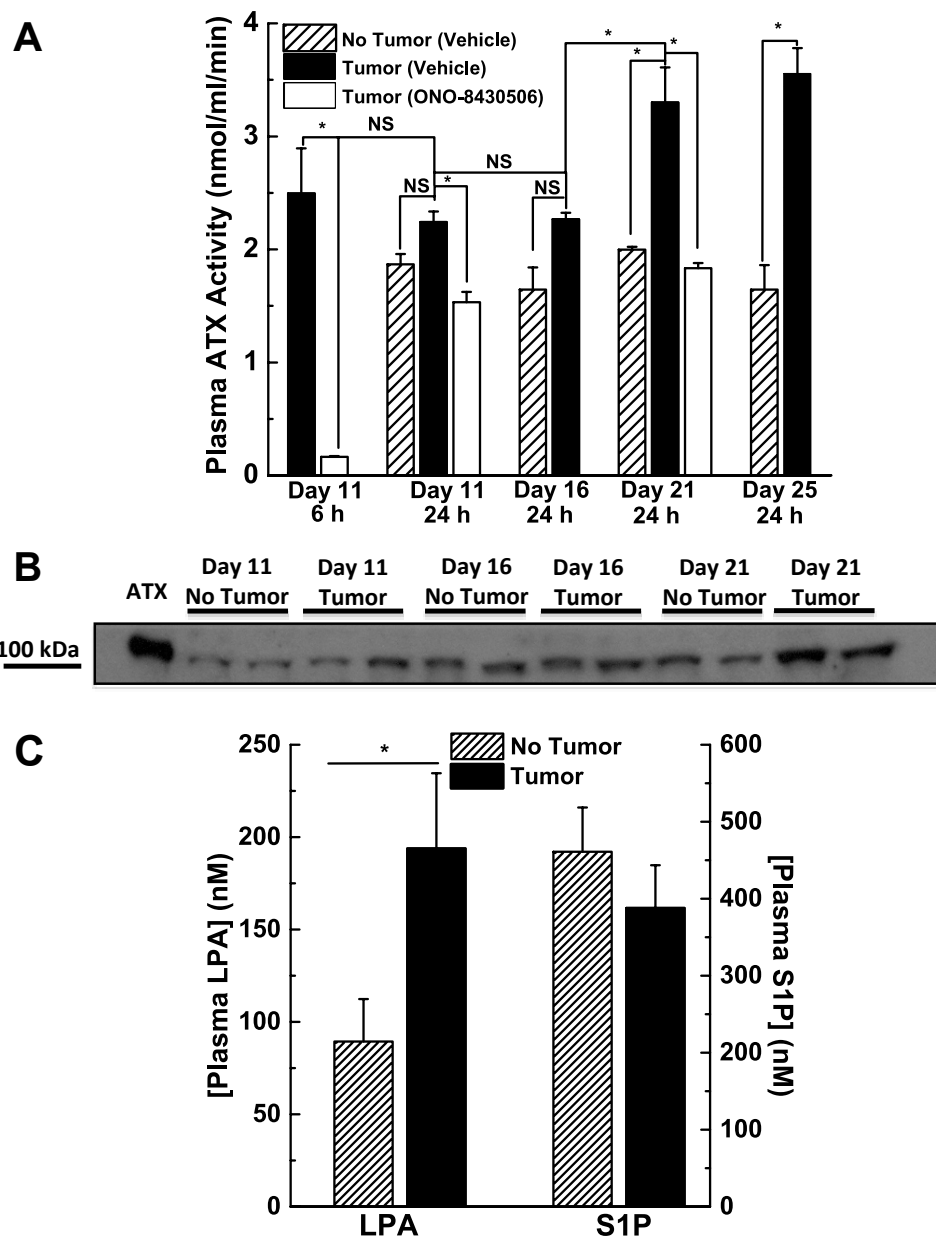 A
Plasma ATX Activity (nmol/ml/min)
4
3
2
1
0
No Tumor (Vehicle)
Tumor (Vehicle)
Tumor (ONO-8430506)
*
NS
NS
*
NS
NS
*
*
*
*
Day 11
6 h
Day 11
24 h
Day 16
24 h
Day 21
24 h
Day 25
24 h
B
ATX
Day 11
No Tumor
Day 11
Tumor
Day 16
No Tumor
Day 16
Tumor
Day 21
No Tumor
Day 21
Tumor
100 kDa
C
[Plasma LPA] (nM)
250
200
150
100
50
0
*
No Tumor
Tumor
600
500
400
300
200
100
0
[Plasma S1P] (nM)
LPA
S1P